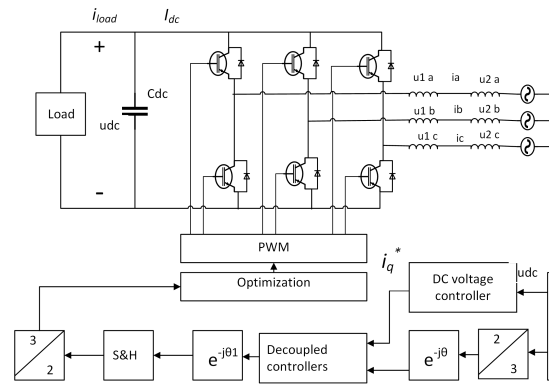 i_load I_dc
+
Cdc
Load
udc
-
u1 a ia u2 a
u1 b ib u2 b
u1 c ic u2 c
PWM
Optimization
i_q^*
DC voltage
controller
udc
3
2
S&H
e^-jθ1
Decoupled
controllers
e^-jθ
2
3